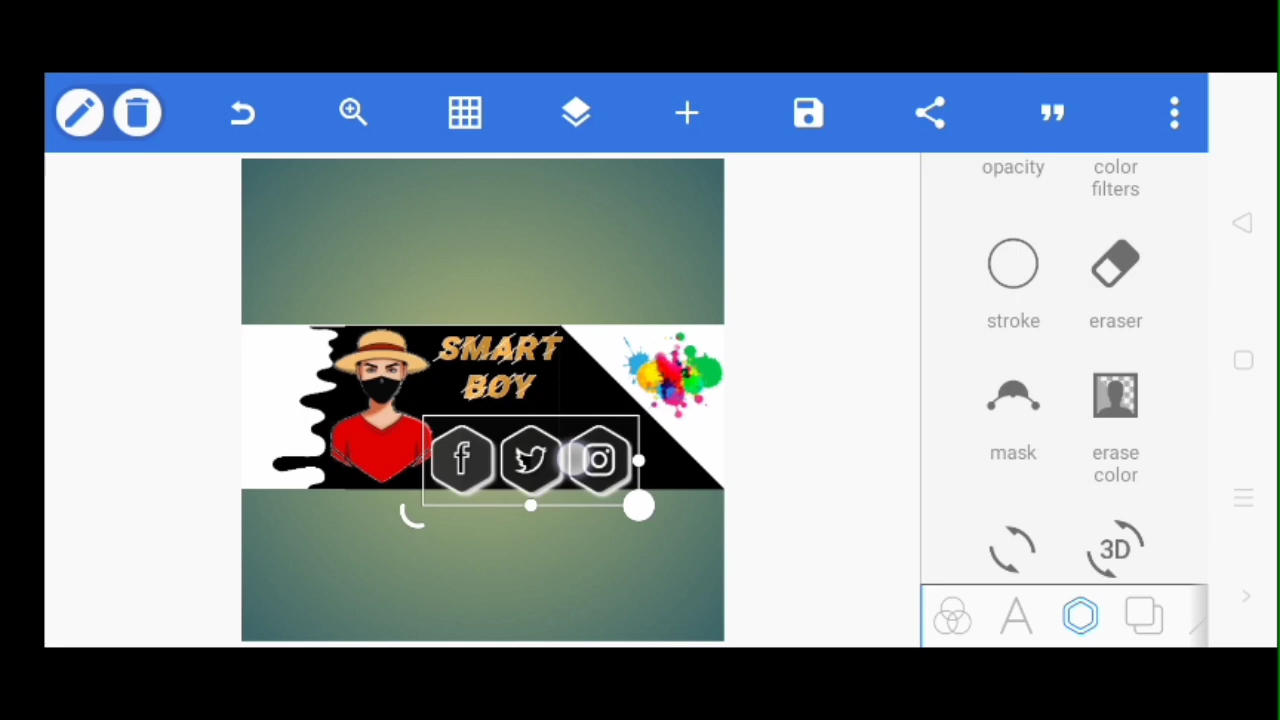 opacity
color
filters
SMART
BOY
stroke
eraser
mask
erase
color
3D